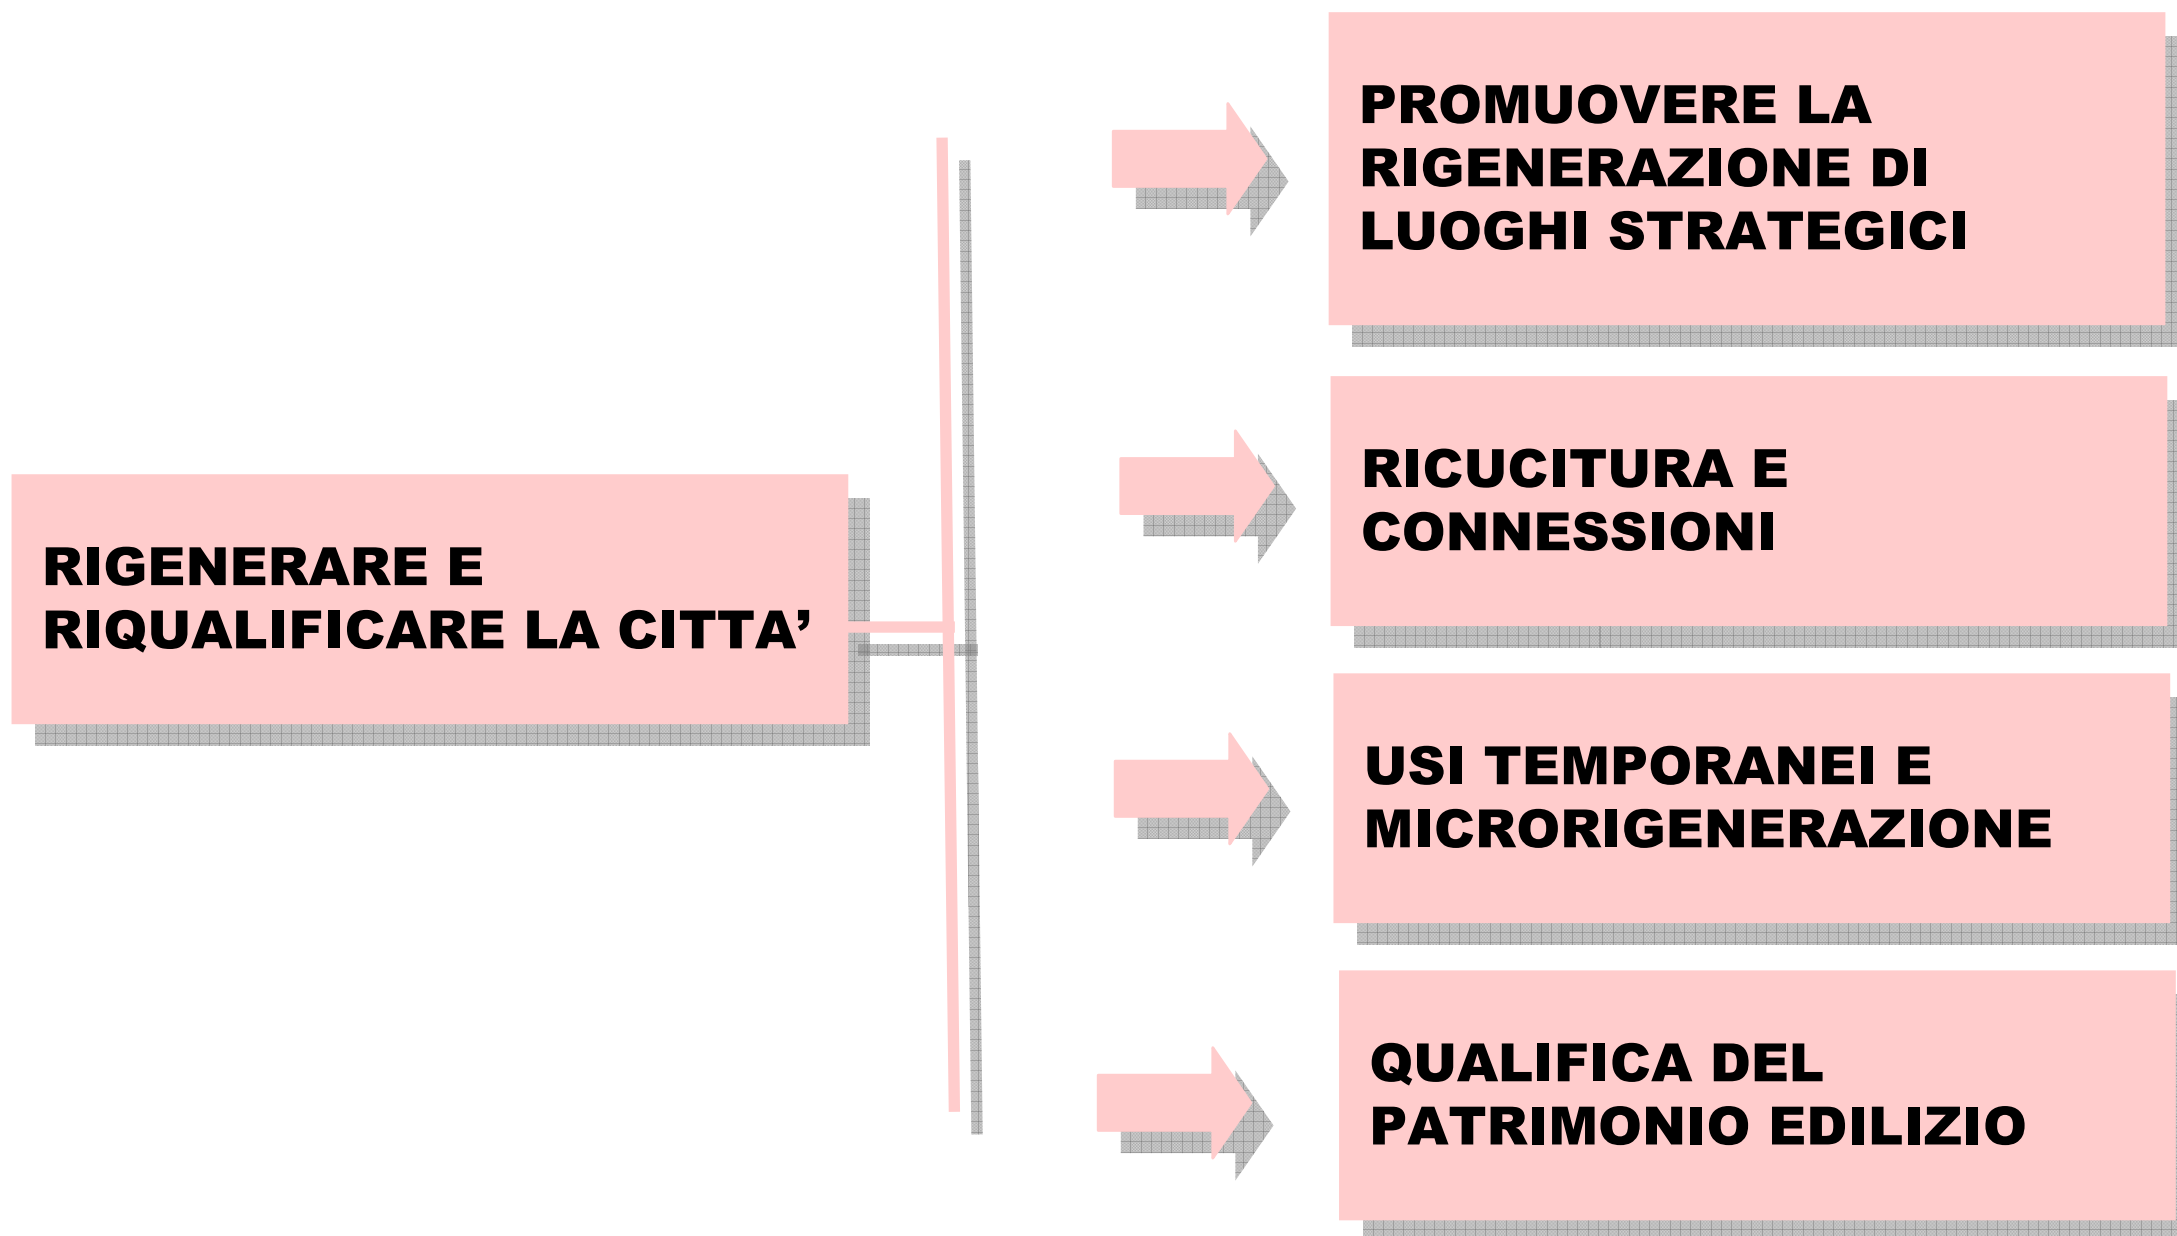 RIGENERARE E
RIQUALIFICARE LA CITTA’
PROMUOVERE LA
RIGENERAZIONE DI
LUOGHI STRATEGICI
RICUCITURA E
CONNESSIONI
USI TEMPORANEI E
MICRORIGENERAZIONE
QUALIFICA DEL
PATRIMONIO EDILIZIO